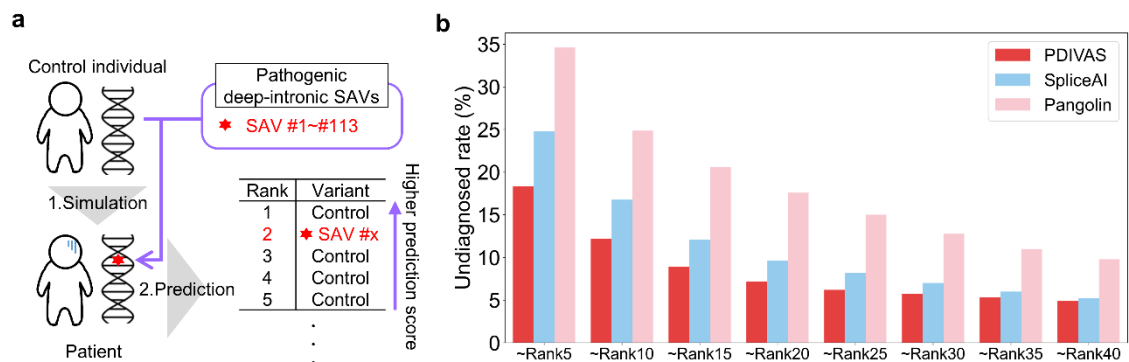 a
Control individual
Pathogenic
deep-intronic SAVs
SAV #1~#113
1.Simulation
2.Prediction
Patient
Rank Variant
1 Control
2 SAV #x
3 Control
4 Control
5 Control
.
.
.
Higher prediction score
b
Undiagnosed rate (%)
35
30
25
20
15
10
5
0
PDIVAS
SpliceAI
Pangolin
~Rank5 ~Rank10 ~Rank15 ~Rank20 ~Rank25 ~Rank30 ~Rank35 ~Rank40